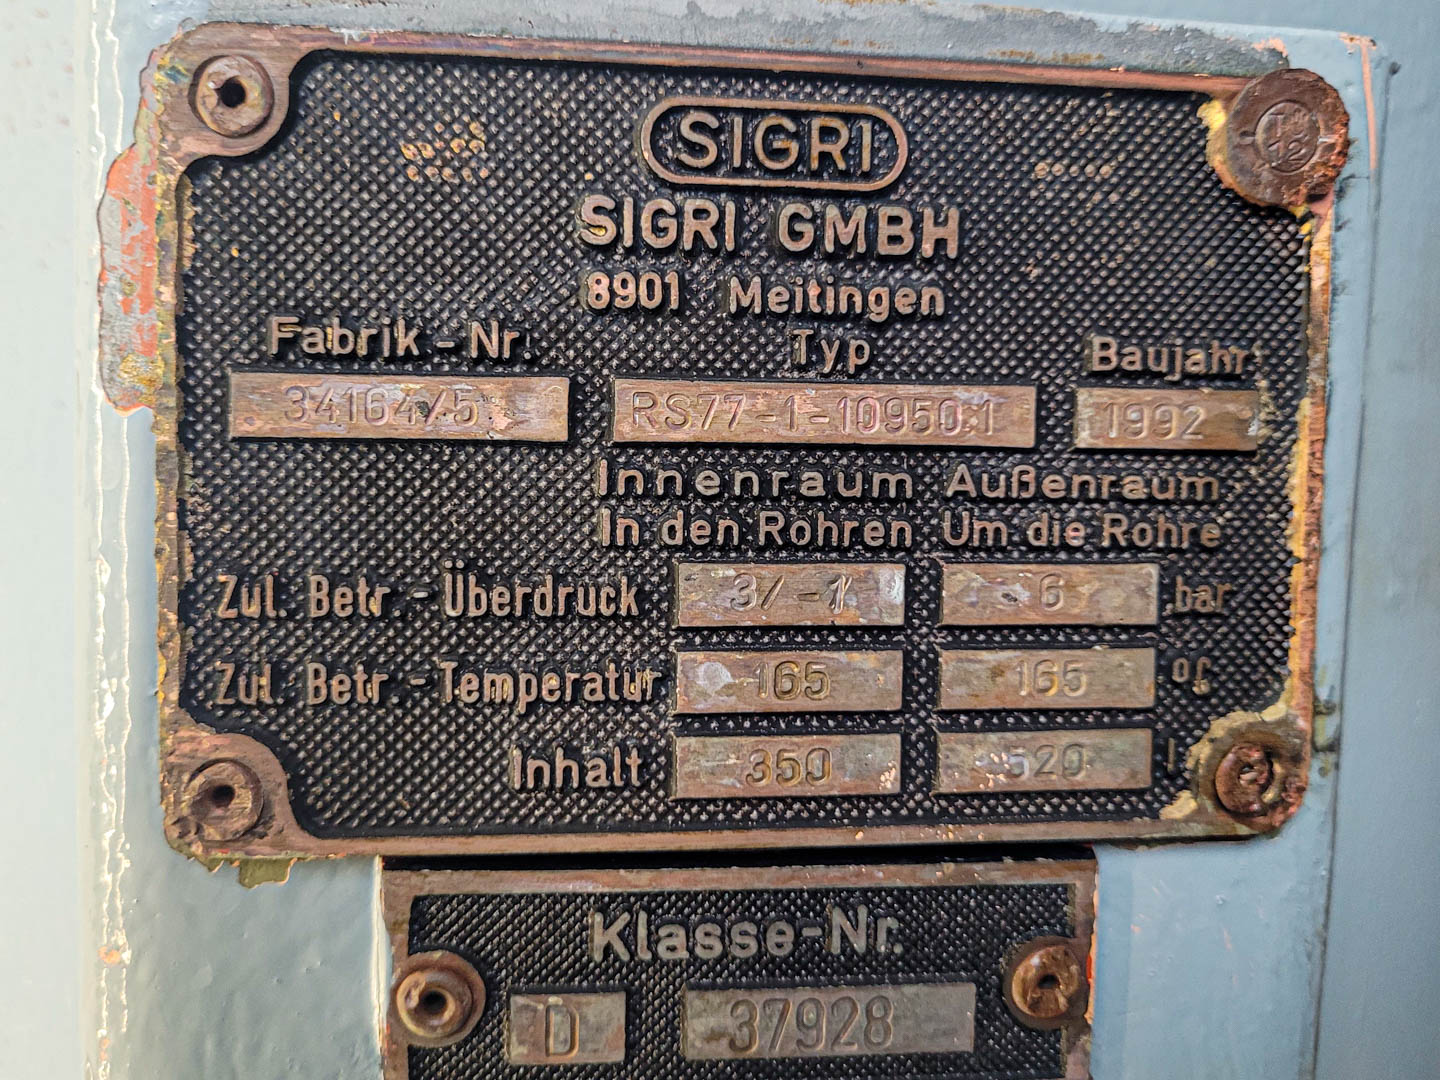 SIGRI
SIGRI GMBH
8901 Meitingen
Fabrik-Nr. Typ Baujahr
34164/5 RS77-1-10950.1 1992
Innenraum Außenraum
In den Rohren Um die Rohre
Zul. Betr.-Überdruck 3/-1 6 bar
Zul. Betr.-Temperatur 165 165 °C
Inhalt 350 520 l
Klasse-Nr.
D 37928